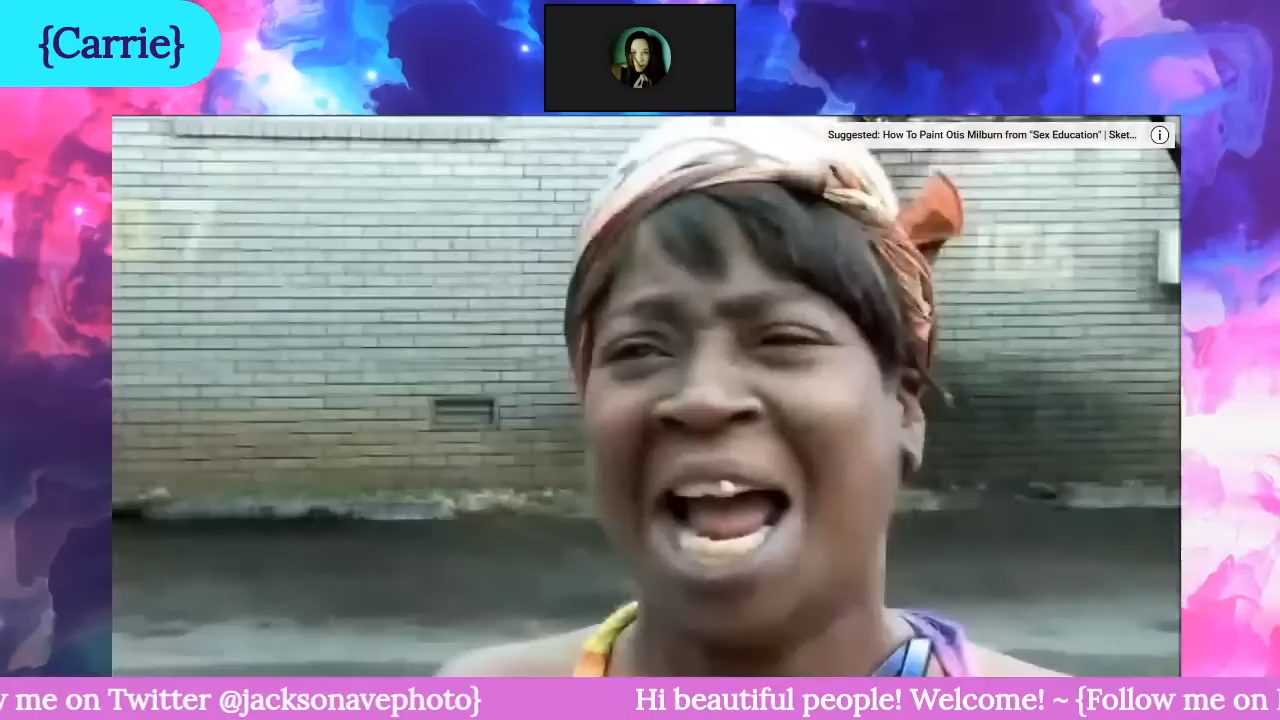 {Carrie}
Suggested: How To Paint Otis Milburn from "Sex Education" | Sket...
me on Twitter @jacksonavephoto} Hi beautiful people! Welcome! ~ {Follow me on